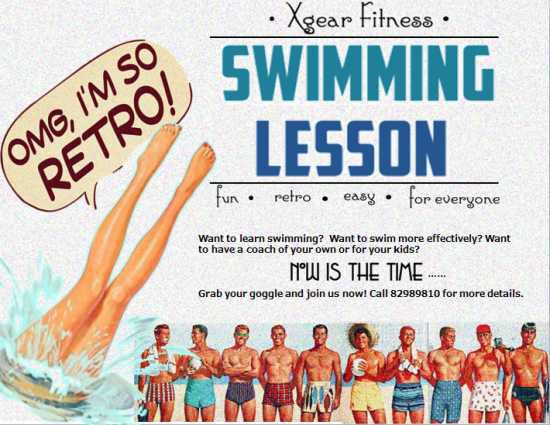 • Xgear Fitness •
SWIMMING
LESSON
fun • retro • easy • for everyone
OMG, I'M SO
RETRO!
Want to learn swimming? Want to swim more effectively? Want
to have a coach of your own or for your kids?
NOW IS THE TIME ......
Grab your goggle and join us now! Call 82989810 for more details.